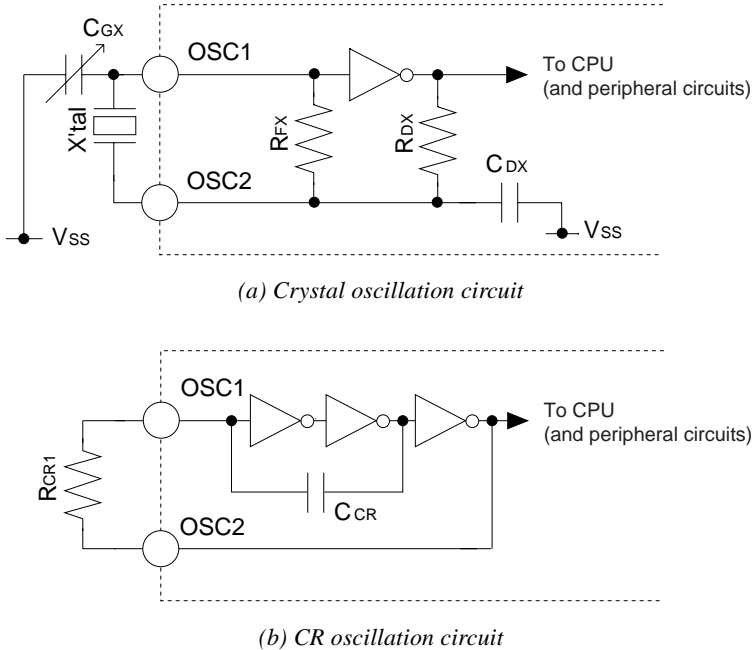 CGX
OSC1
X'tal
RFX
RDX
To CPU
(and peripheral circuits)
OSC2
CDX
VSS
VSS
(a) Crystal oscillation circuit
OSC1
To CPU
(and peripheral circuits)
RCR1
CCR
OSC2
(b) CR oscillation circuit